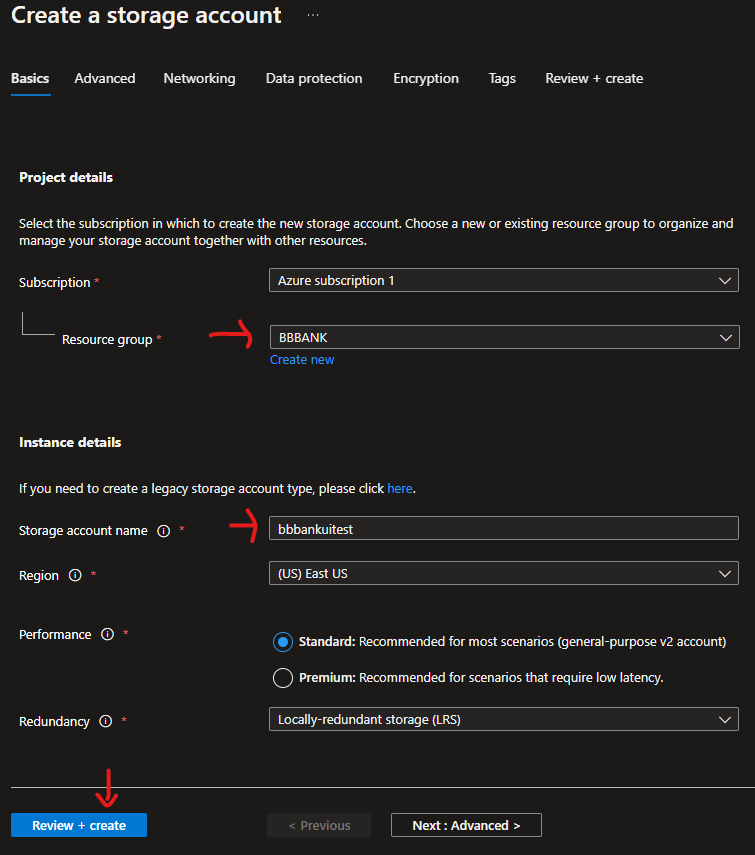 Create a storage account ...
Basics Advanced Networking Data protection Encryption Tags Review + create
Project details
Select the subscription in which to create the new storage account. Choose a new or existing resource group to organize and
manage your storage account together with other resources.
Subscription * Azure subscription 1
Resource group * BBBANK
Create new
Instance details
If you need to create a legacy storage account type, please click here.
Storage account name * bbbankuitest
Region * (US) East US
Performance * Standard: Recommended for most scenarios (general-purpose v2 account)
Premium: Recommended for scenarios that require low latency.
Redundancy * Locally-redundant storage (LRS)
Review + create < Previous Next : Advanced >